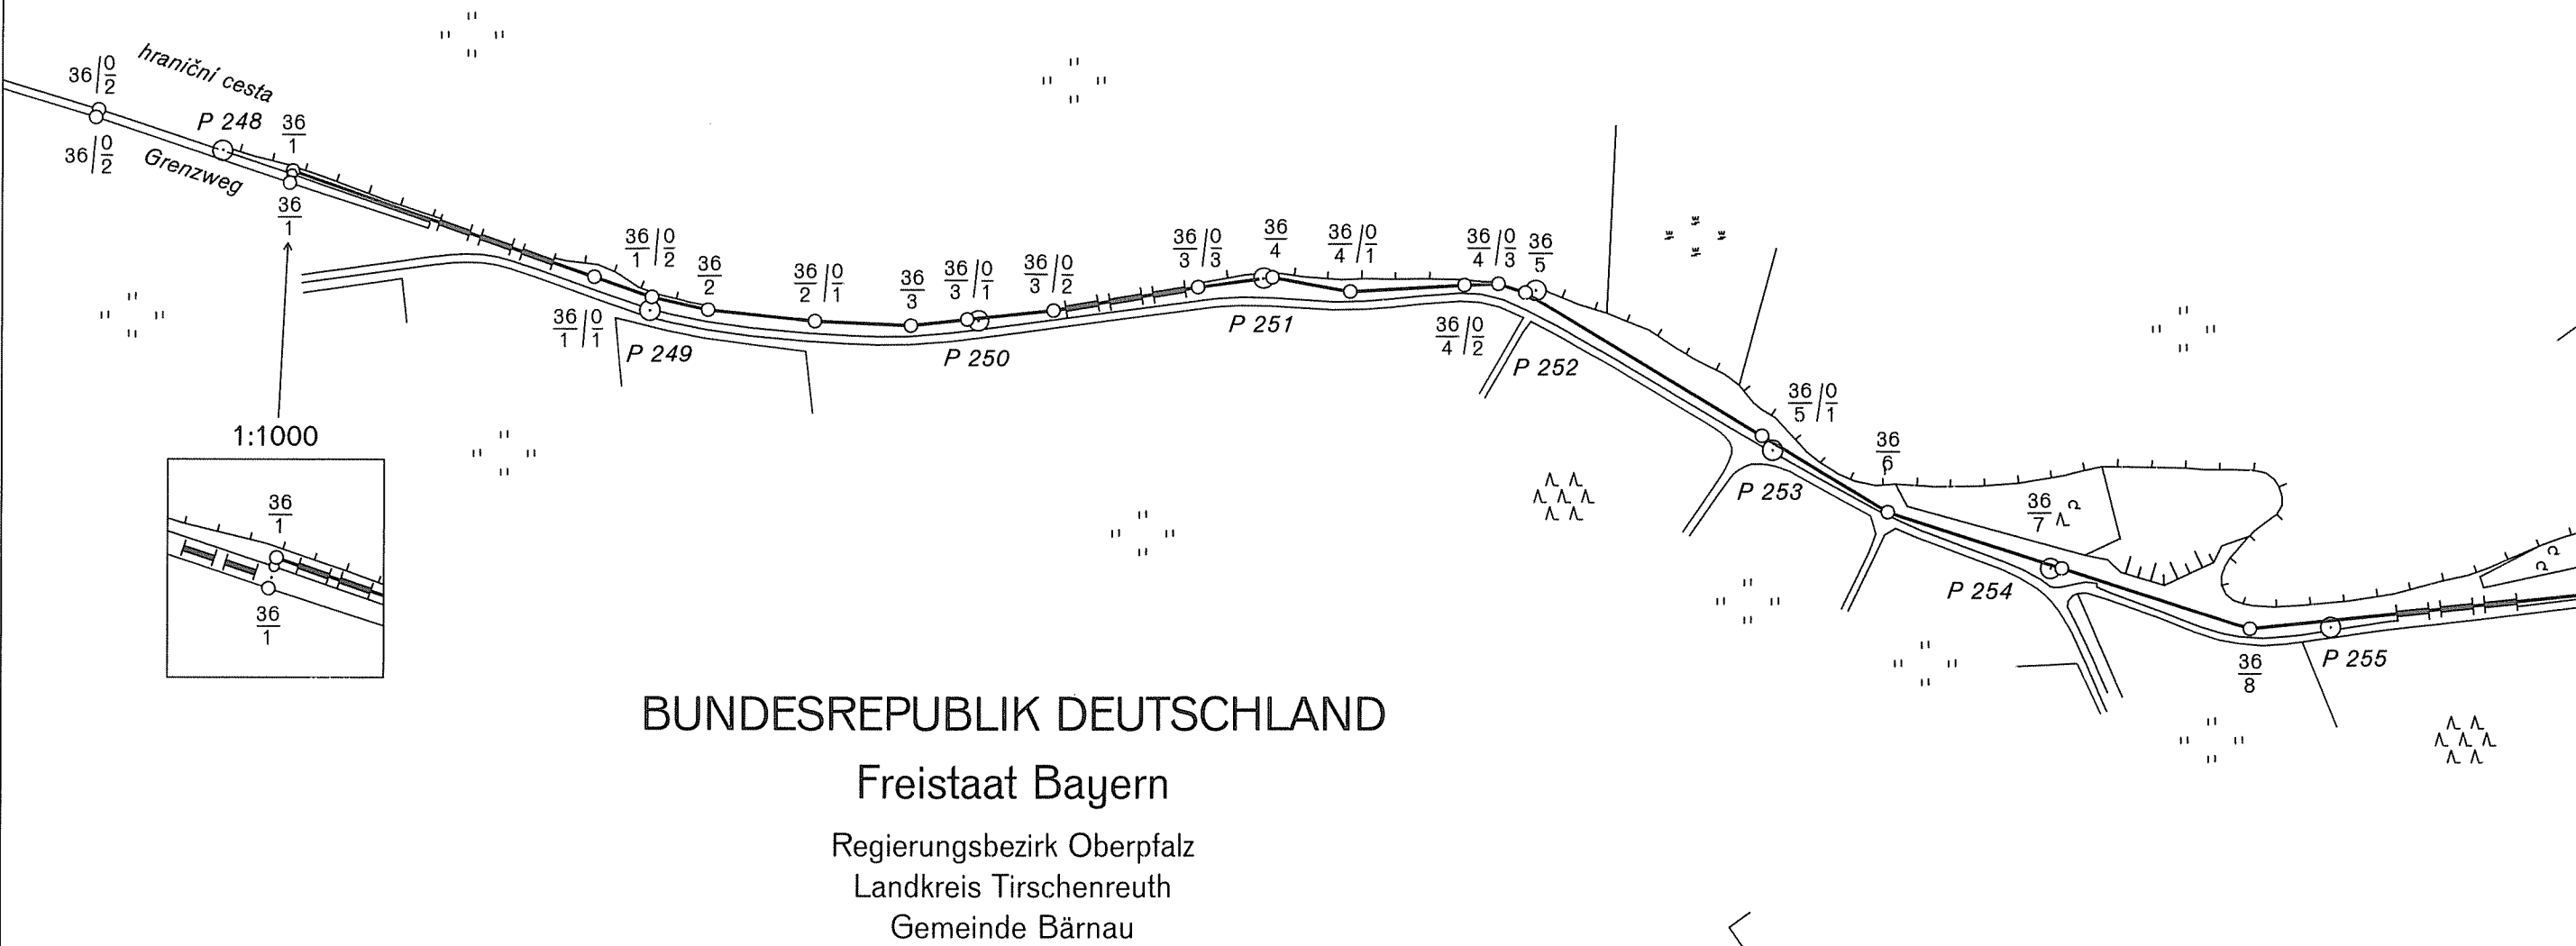 36|0/2
hraniční cesta
P 248
36/1
36|0/2
Grenzweg
36/1
36/1|0/2
36/2
36/2|0/1
36/3
36/3|0/1
36/3|0/2
36/3|0/3
36/4
36/4|0/1
36/4|0/3
36/5
36/1|0/1
P 249
P 250
P 251
36/4|0/2
P 252
36/5|0/1
36/6
P 253
36/7
P 254
36/8
P 255
1:1000
36/1
36/1
BUNDESREPUBLIK DEUTSCHLAND
Freistaat Bayern
Regierungsbezirk Oberpfalz
Landkreis Tirschenreuth
Gemeinde Bärnau